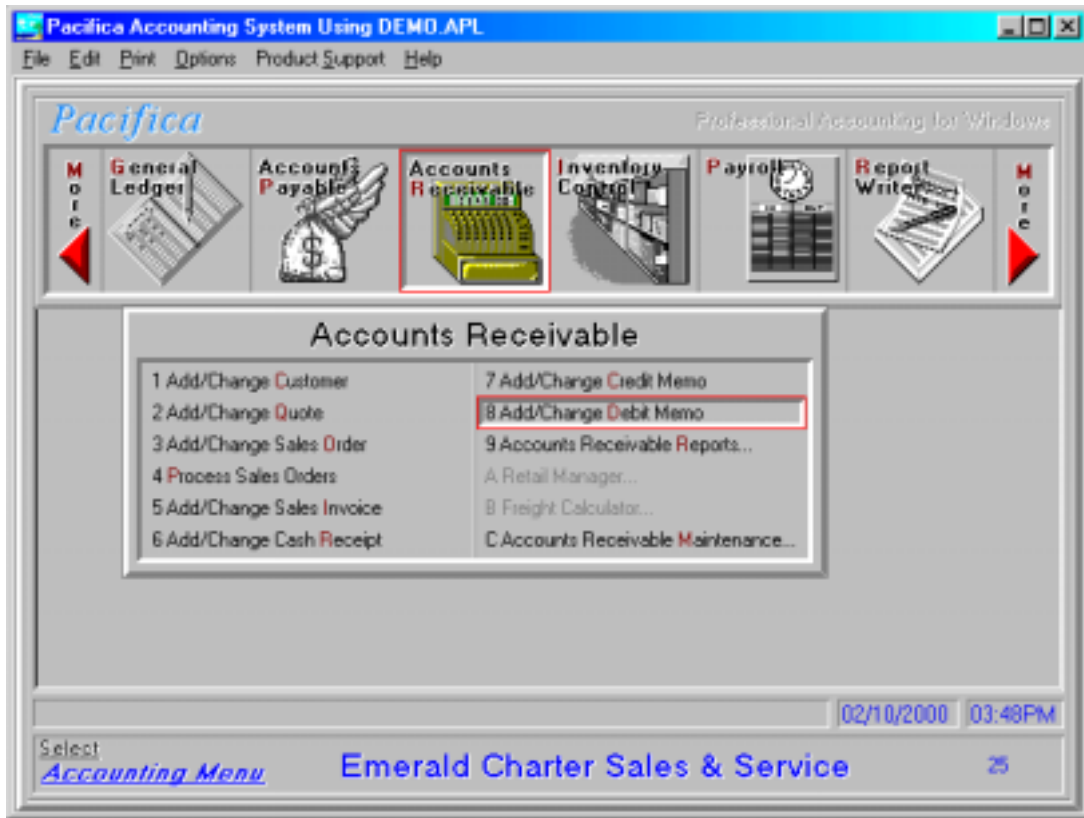 Pacifica Accounting System Using DEMO.APL
File Edit Print Options Product Support Help
Pacifica
Professional Accounting for Windows
More
General Ledger
Accounts Payable
Accounts Receivable
Inventory Control
Payroll
Report Writer
More
Accounts Receivable
1 Add/Change Customer
2 Add/Change Quote
3 Add/Change Sales Order
4 Process Sales Orders
5 Add/Change Sales Invoice
6 Add/Change Cash Receipt
7 Add/Change Credit Memo
8 Add/Change Debit Memo
9 Accounts Receivable Reports...
A Retail Manager...
B Freight Calculator...
C Accounts Receivable Maintenance...
02/10/2000 03:48PM
Select
Accounting Menu
Emerald Charter Sales & Service
25